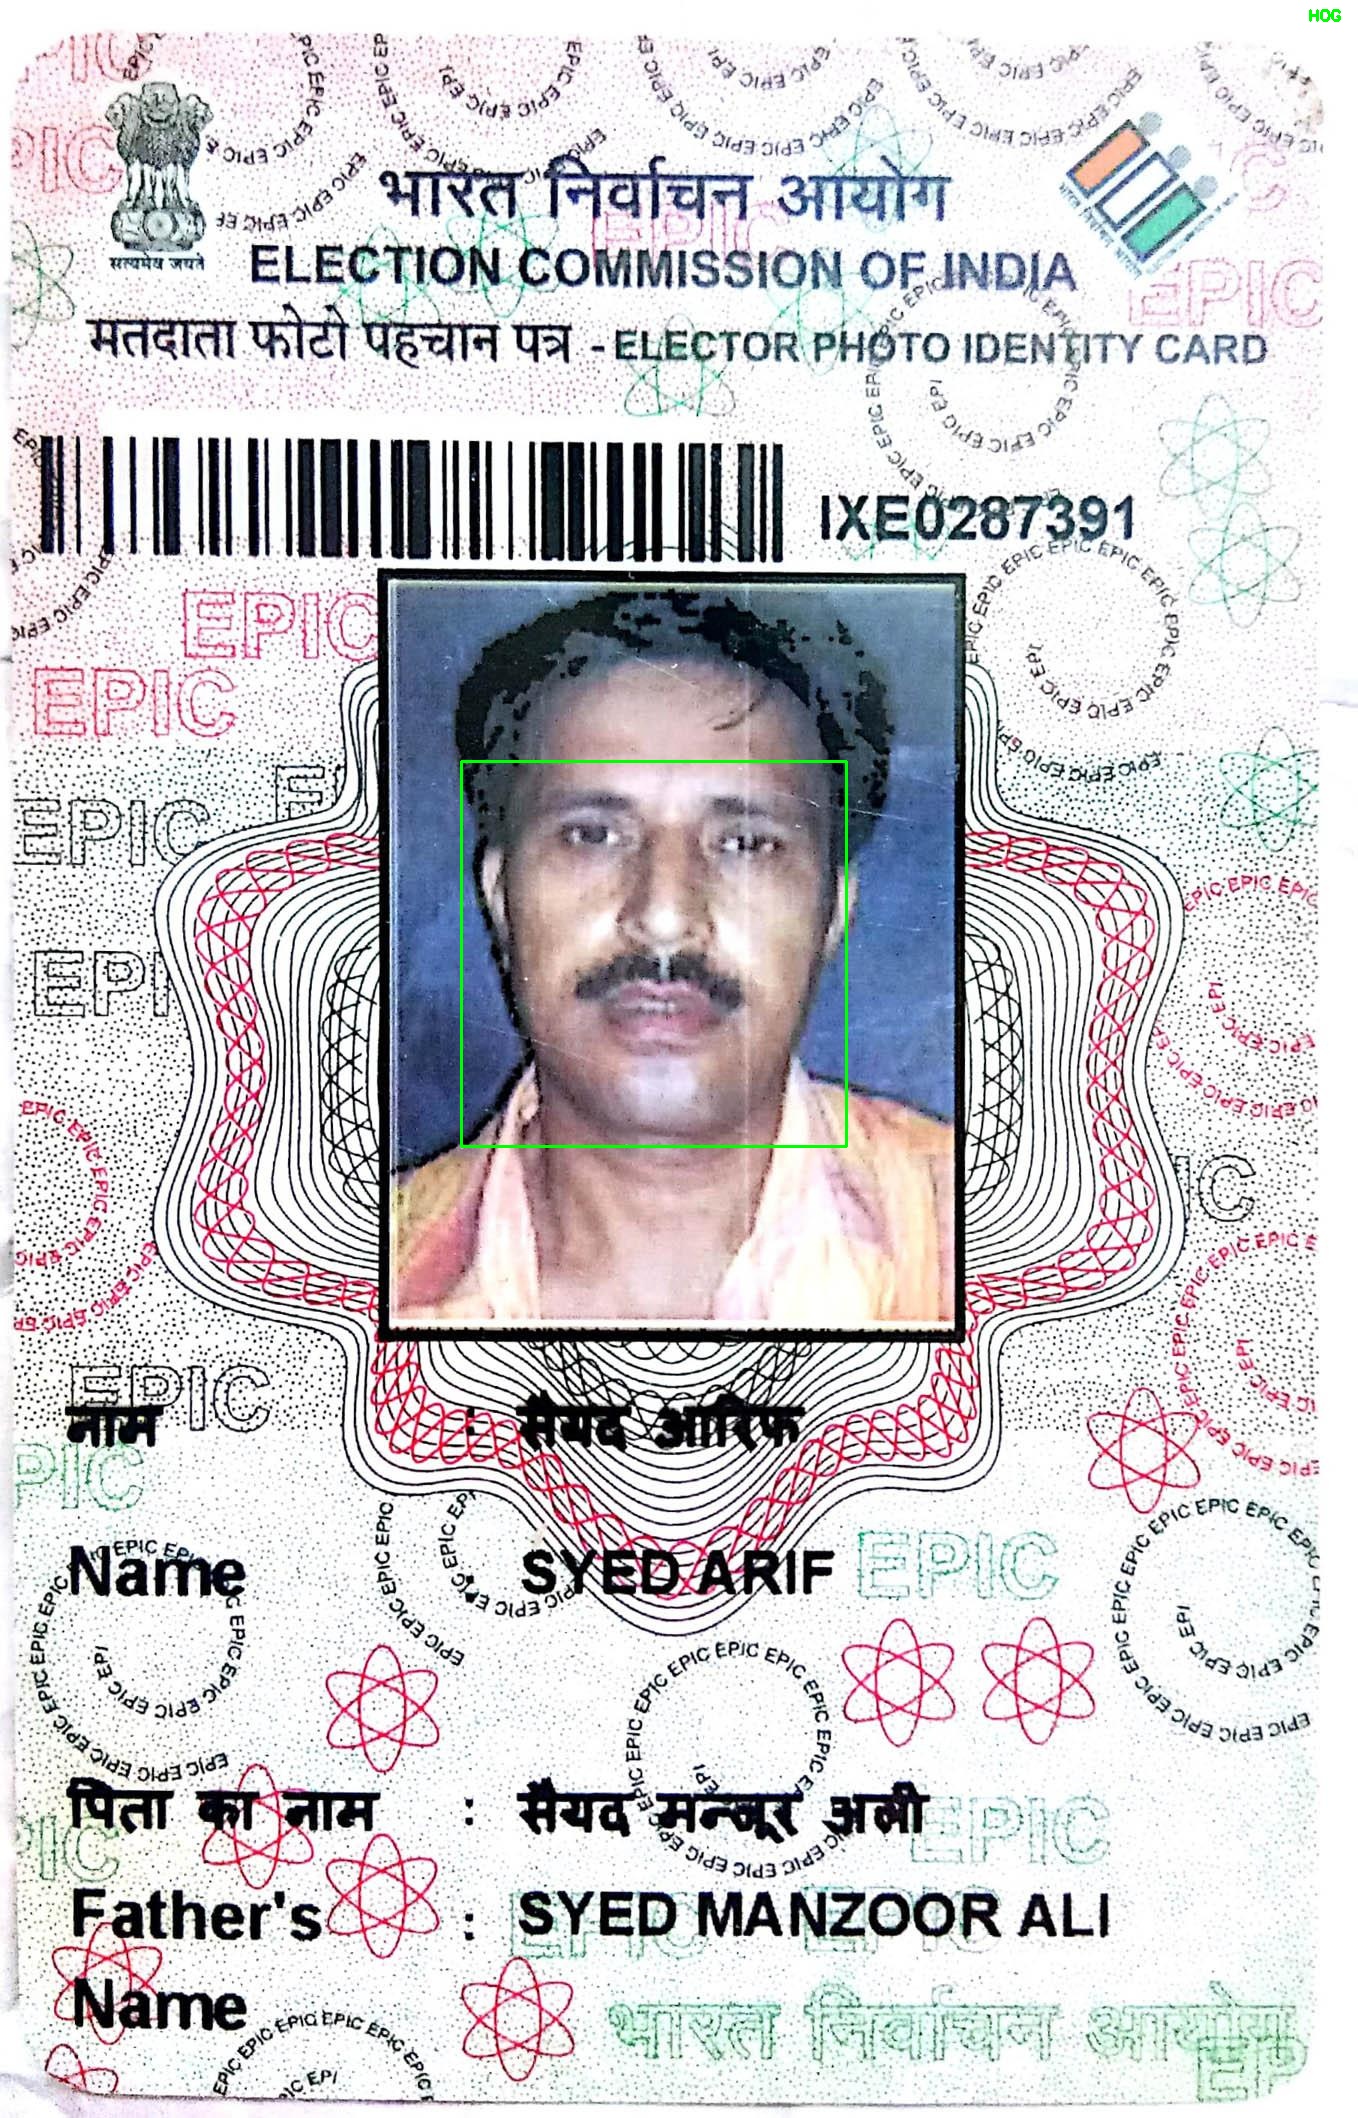 HOG
भारत निर्वाचन आयोग
सत्यमेव जयते
ELECTION COMMISSION OF INDIA
मतदाता फोटो पहचान पत्र - ELECTOR PHOTO IDENTITY CARD
IXE0287391
नाम : सैयद आरिफ
Name : SYED ARIF
पिता का नाम : सैयद मन्जूर अली
Father's : SYED MANZOOR ALI
Name
भारत निर्वाचन आयोग